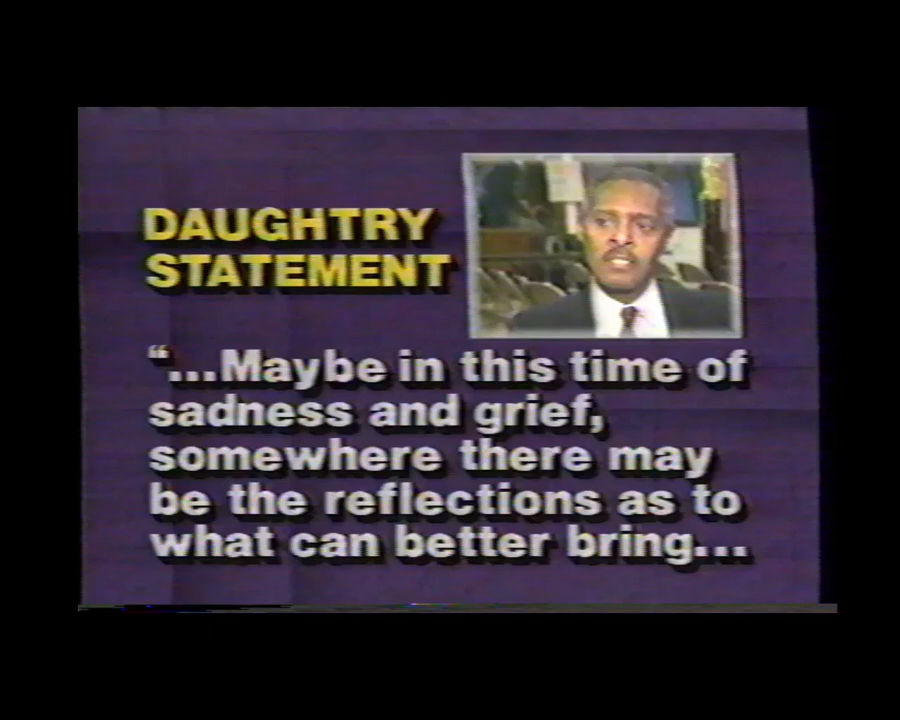 DAUGHTRY
STATEMENT
“...Maybe in this time of
sadness and grief,
somewhere there may
be the reflections as to
what can better bring...